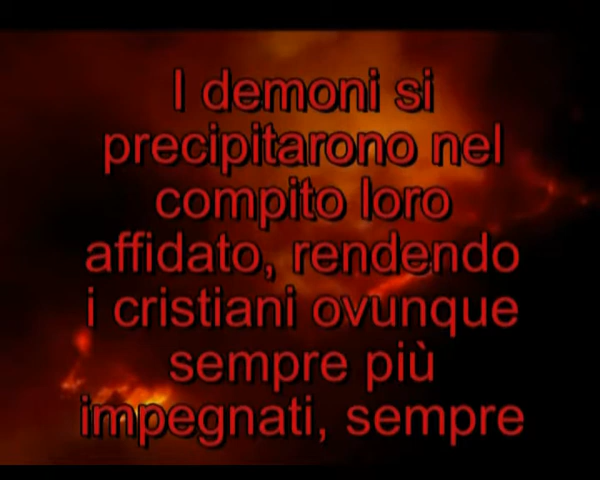 I demoni si
precipitarono nel
compito loro
affidato, rendendo
i cristiani ovunque
sempre più
impegnati, sempre